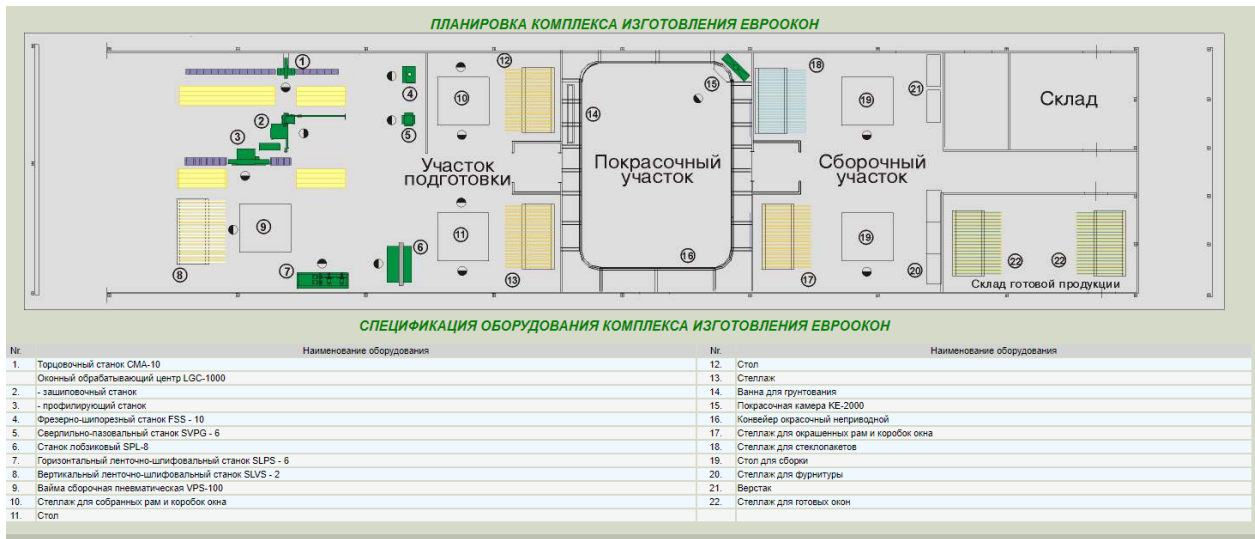 ПЛАНИРОВКА КОМПЛЕКСА ИЗГОТОВЛЕНИЯ ЕВРООКОН
1
2
3
4
5
6
7
8
9
10
11
12
13
14
15
16
17
18
19
19
20
21
22
22
Участок
подготовки
Покрасочный
участок
Сборочный
участок
Склад
Склад готовой продукции
СПЕЦИФИКАЦИЯ ОБОРУДОВАНИЯ КОМПЛЕКСА ИЗГОТОВЛЕНИЯ ЕВРООКОН
Nr. Наименование оборудования Nr. Наименование оборудования
1. Торцовочный станок СМА-10 12. Стол
Оконный обрабатывающий центр LGC-1000 13. Стеллаж
2. - зашиповочный станок 14. Ванна для грунтования
3. - профилирующий станок 15. Покрасочная камера КЕ-2000
4. Фрезерно-шипорезный станок FSS - 10 16. Конвейер окрасочный неприводной
5. Сверлильно-пазовальный станок SVPG - 6 17. Стеллаж для окрашенных рам и коробок окна
6. Станок лобзиковый SPL-8 18. Стеллаж для стеклопакетов
7. Горизонтальный ленточно-шлифовальный станок SLPS - 6 19. Стол для сборки
8. Вертикальный ленточно-шлифовальный станок SLVS - 2 20. Стеллаж для фурнитуры
9. Вайма сборочная пневматическая VPS-100 21. Верстак
10. Стеллаж для собранных рам и коробок окна 22. Стеллаж для готовых окон
11. Стол